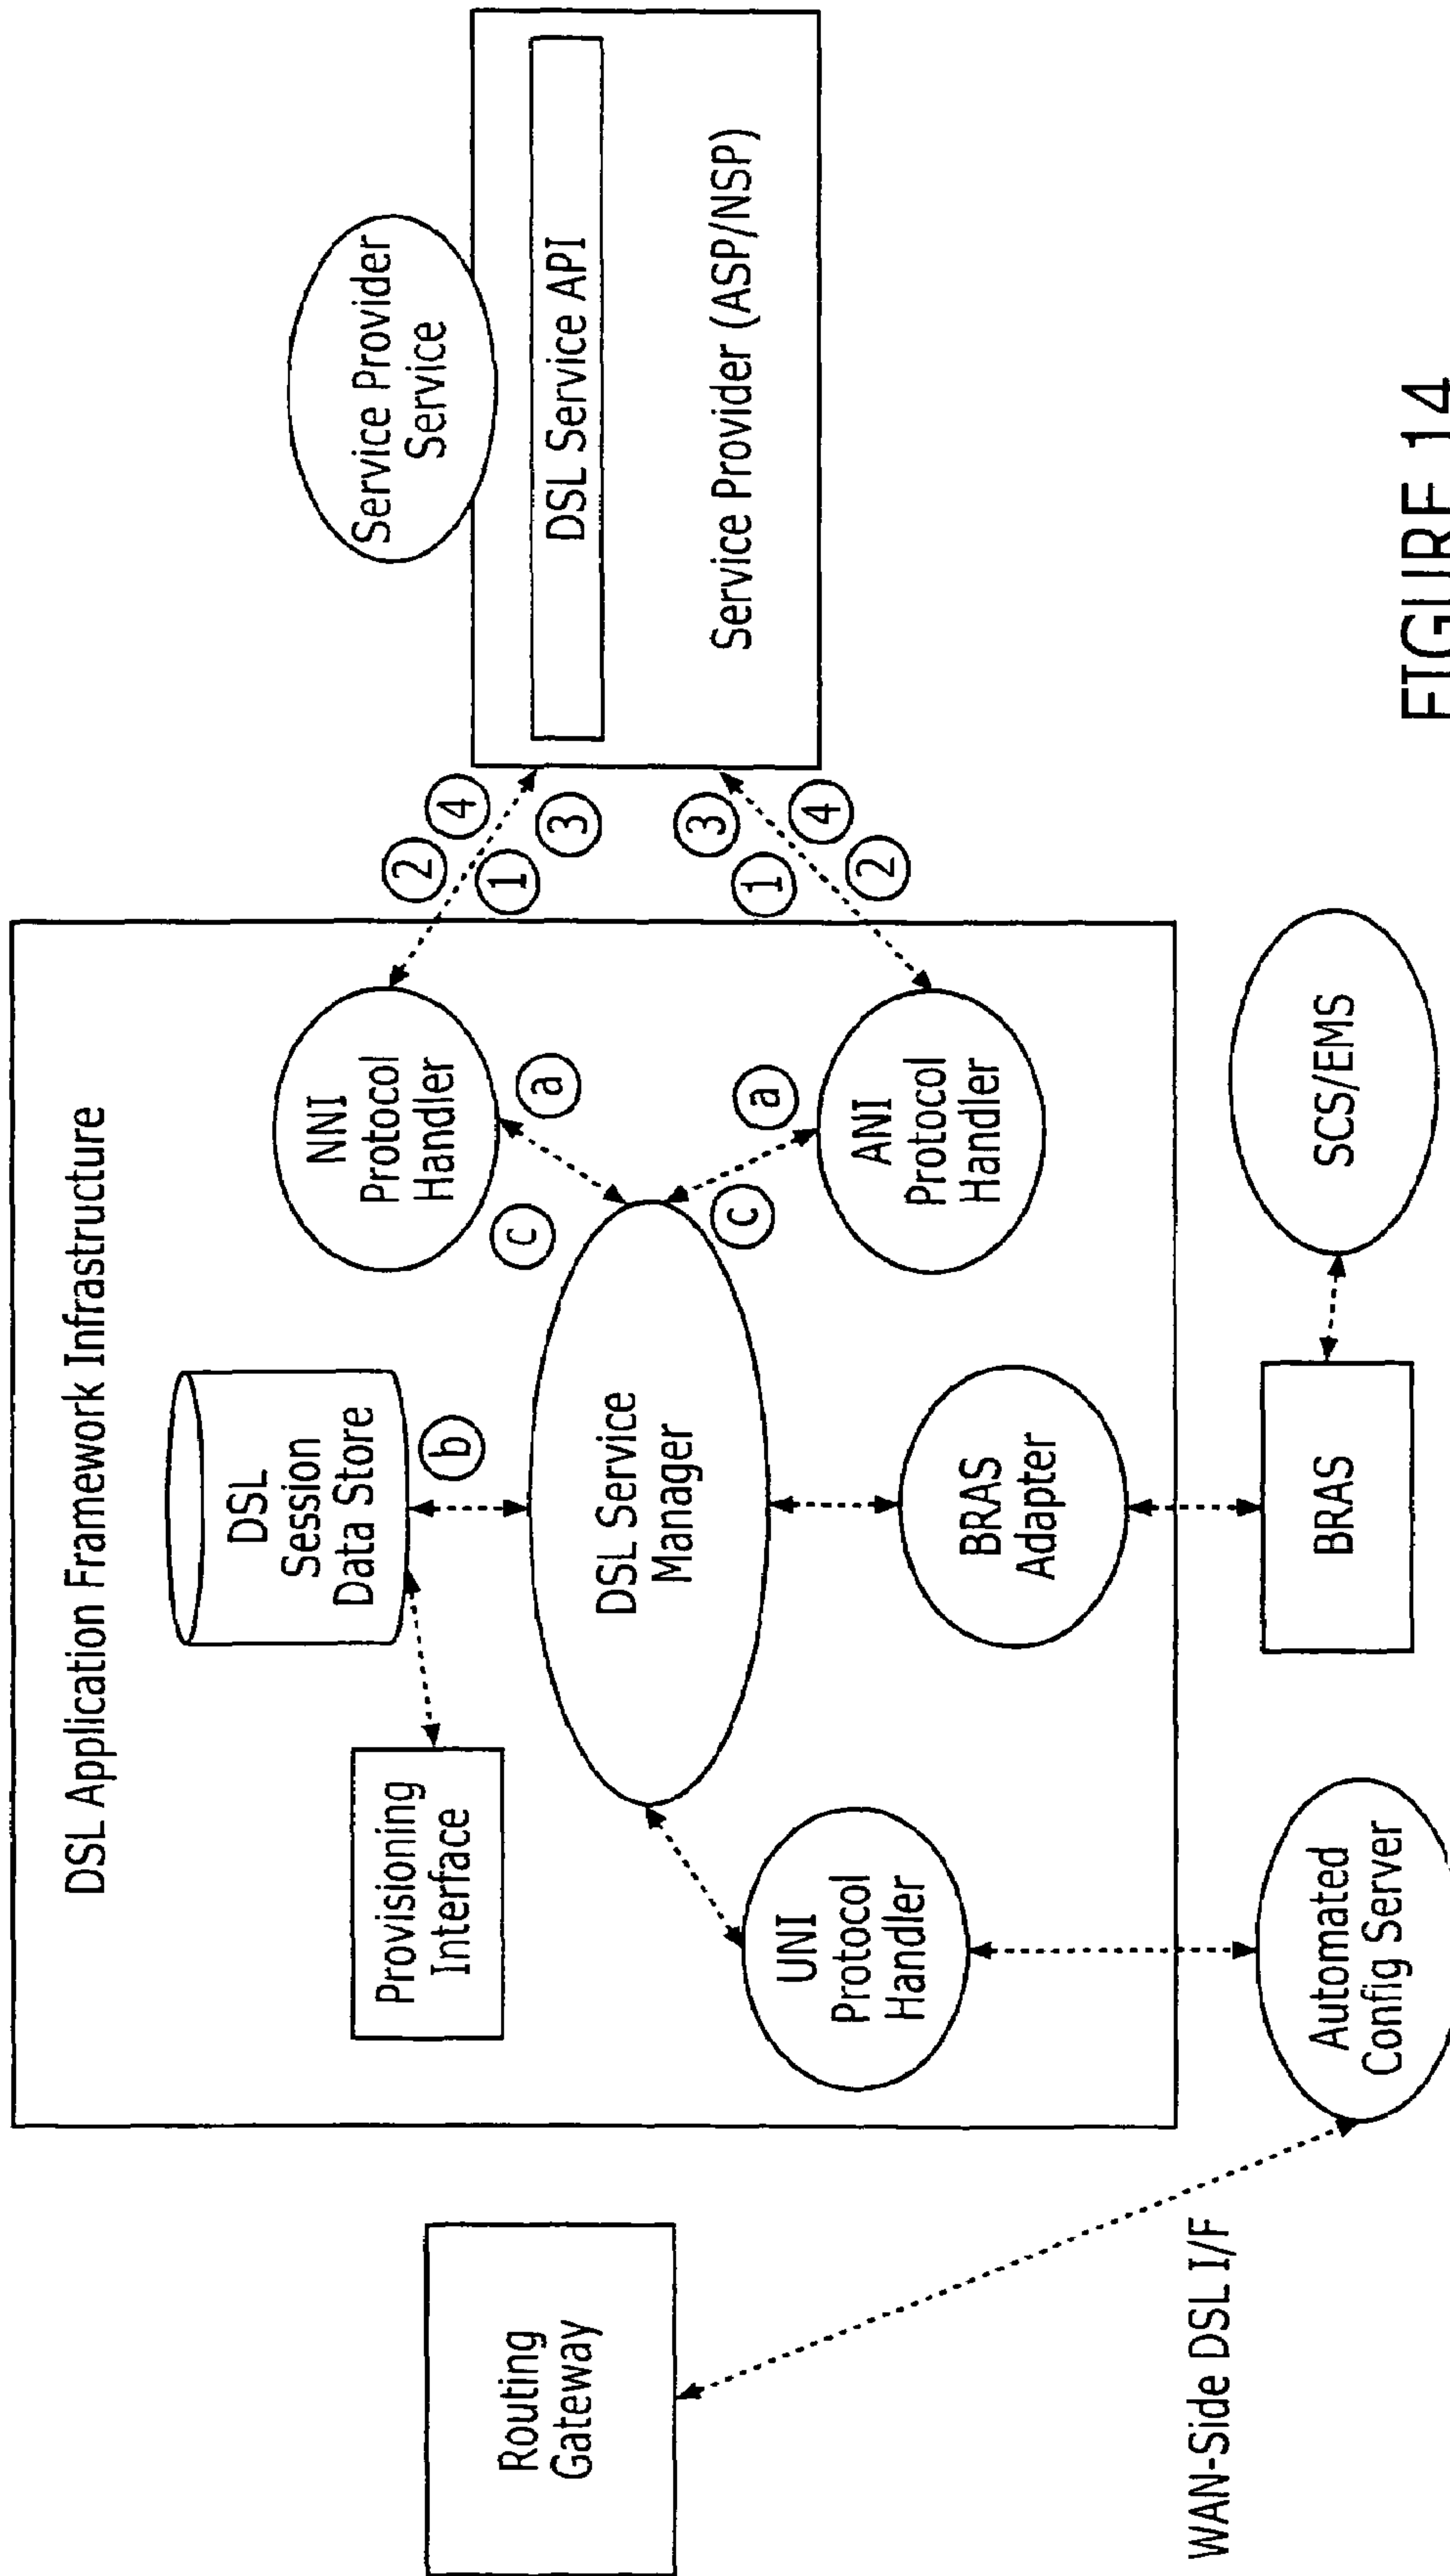 DSL Application Framework Infrastructure
Routing
Gateway
Provisioning
Interface
DSL
Session
Data Store
b
NNI
Protocol
Handler
a
c
DSL Service
Manager
UNI
Protocol
Handler
BRAS
Adapter
c
a
ANI
Protocol
Handler
2
4
1
3
3
1
4
2
Service Provider
Service
DSL Service API
Service Provider (ASP/NSP)
WAN-Side DSL I/F
Automated
Config Server
BRAS
SCS/EMS
FIGURE 14